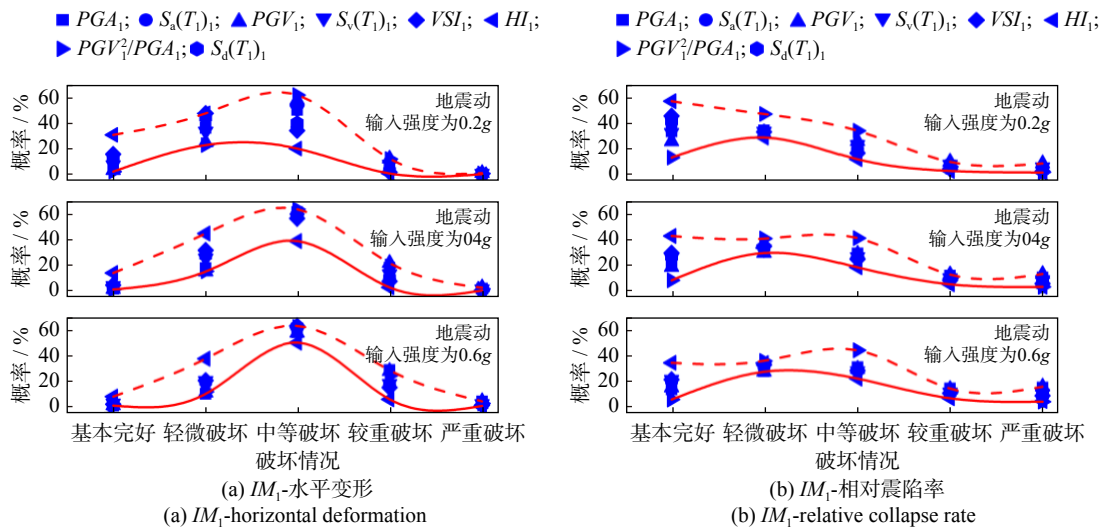 PGA₁; Sₐ(T₁)₁; PGV₁; Sᵥ(T₁)₁; VSI₁; HI₁;
PGV₁²/PGA₁; S_d(T₁)₁
概率 / %
60
40
20
0
地震动
输入强度为0.2g
概率 / %
60
40
20
0
地震动
输入强度为04g
概率 / %
60
40
20
0
地震动
输入强度为0.6g
基本完好 轻微破坏 中等破坏 较重破坏 严重破坏
破坏情况
(a) IM₁-水平变形
(a) IM₁-horizontal deformation
PGA₁; Sₐ(T₁)₁; PGV₁; Sᵥ(T₁)₁; VSI₁; HI₁;
PGV₁²/PGA₁; S_d(T₁)₁
概率 / %
60
40
20
0
地震动
输入强度为0.2g
概率 / %
60
40
20
0
地震动
输入强度为04g
概率 / %
60
40
20
0
地震动
输入强度为0.6g
基本完好 轻微破坏 中等破坏 较重破坏 严重破坏
破坏情况
(b) IM₁-相对震陷率
(b) IM₁-relative collapse rate